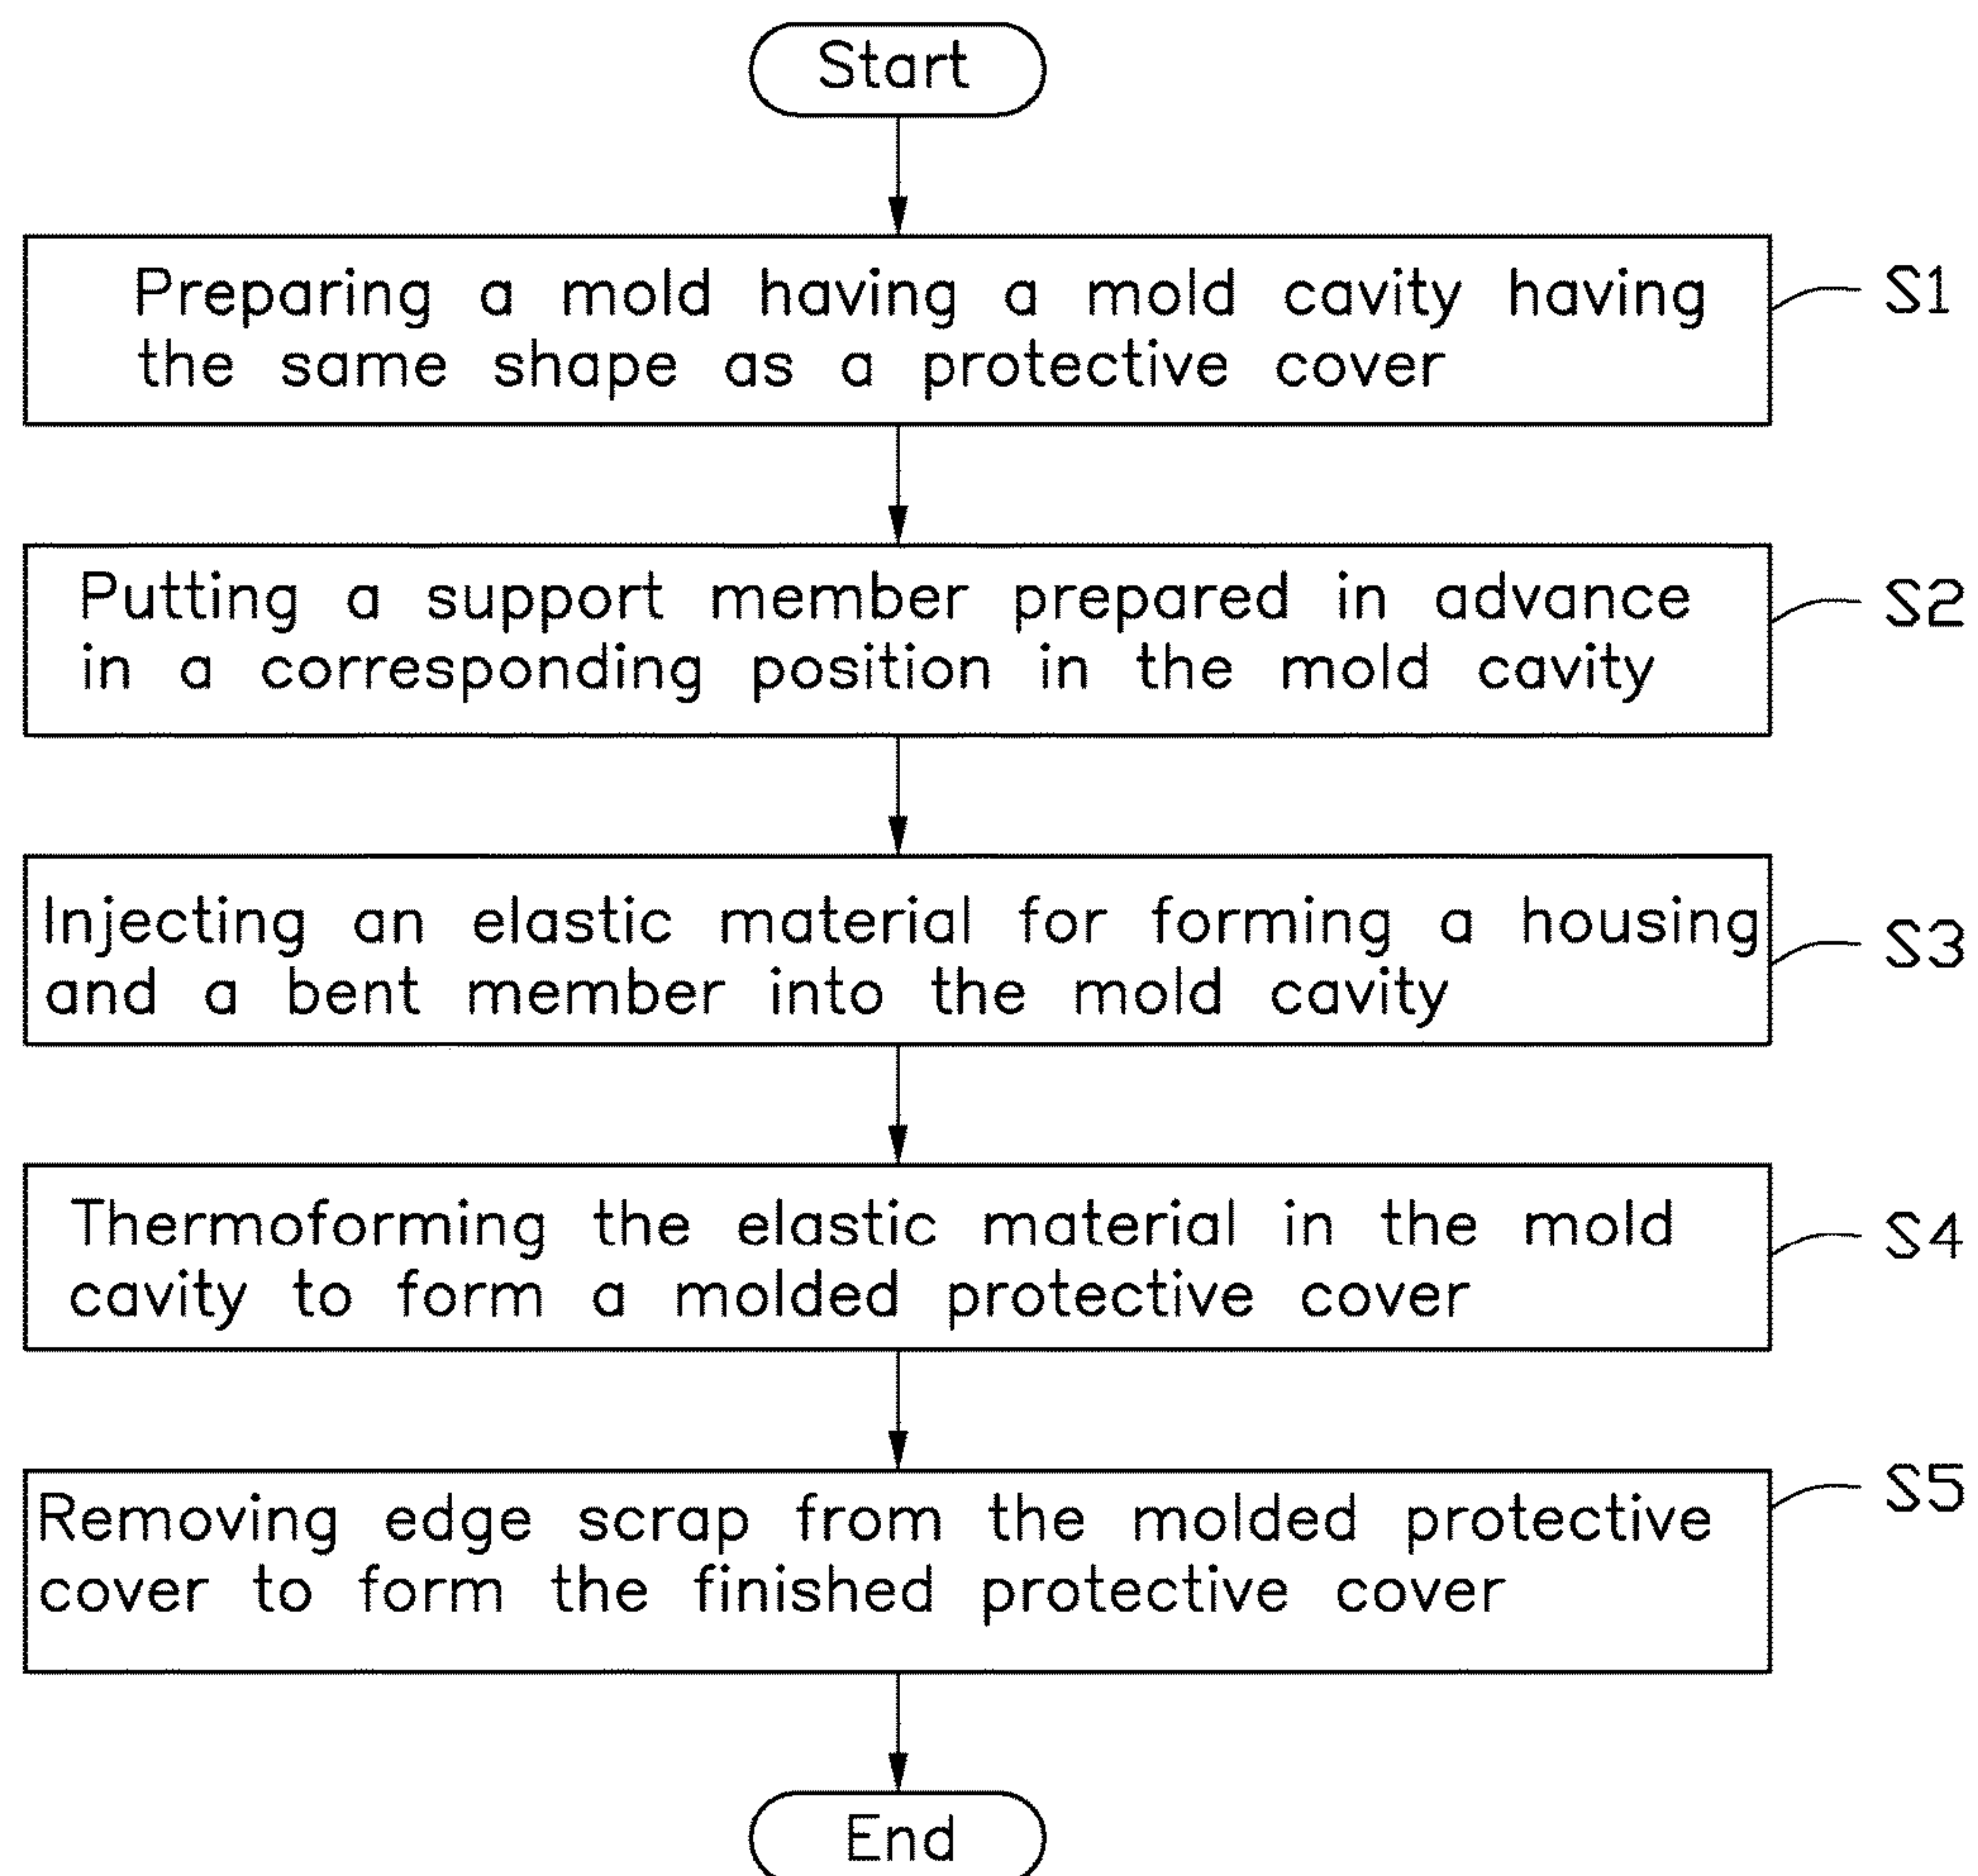 Start
Preparing a mold having a mold cavity having
the same shape as a protective cover
S1
Putting a support member prepared in advance
in a corresponding position in the mold cavity
S2
Injecting an elastic material for forming a housing
and a bent member into the mold cavity
S3
Thermoforming the elastic material in the mold
cavity to form a molded protective cover
S4
Removing edge scrap from the molded protective
cover to form the finished protective cover
S5
End